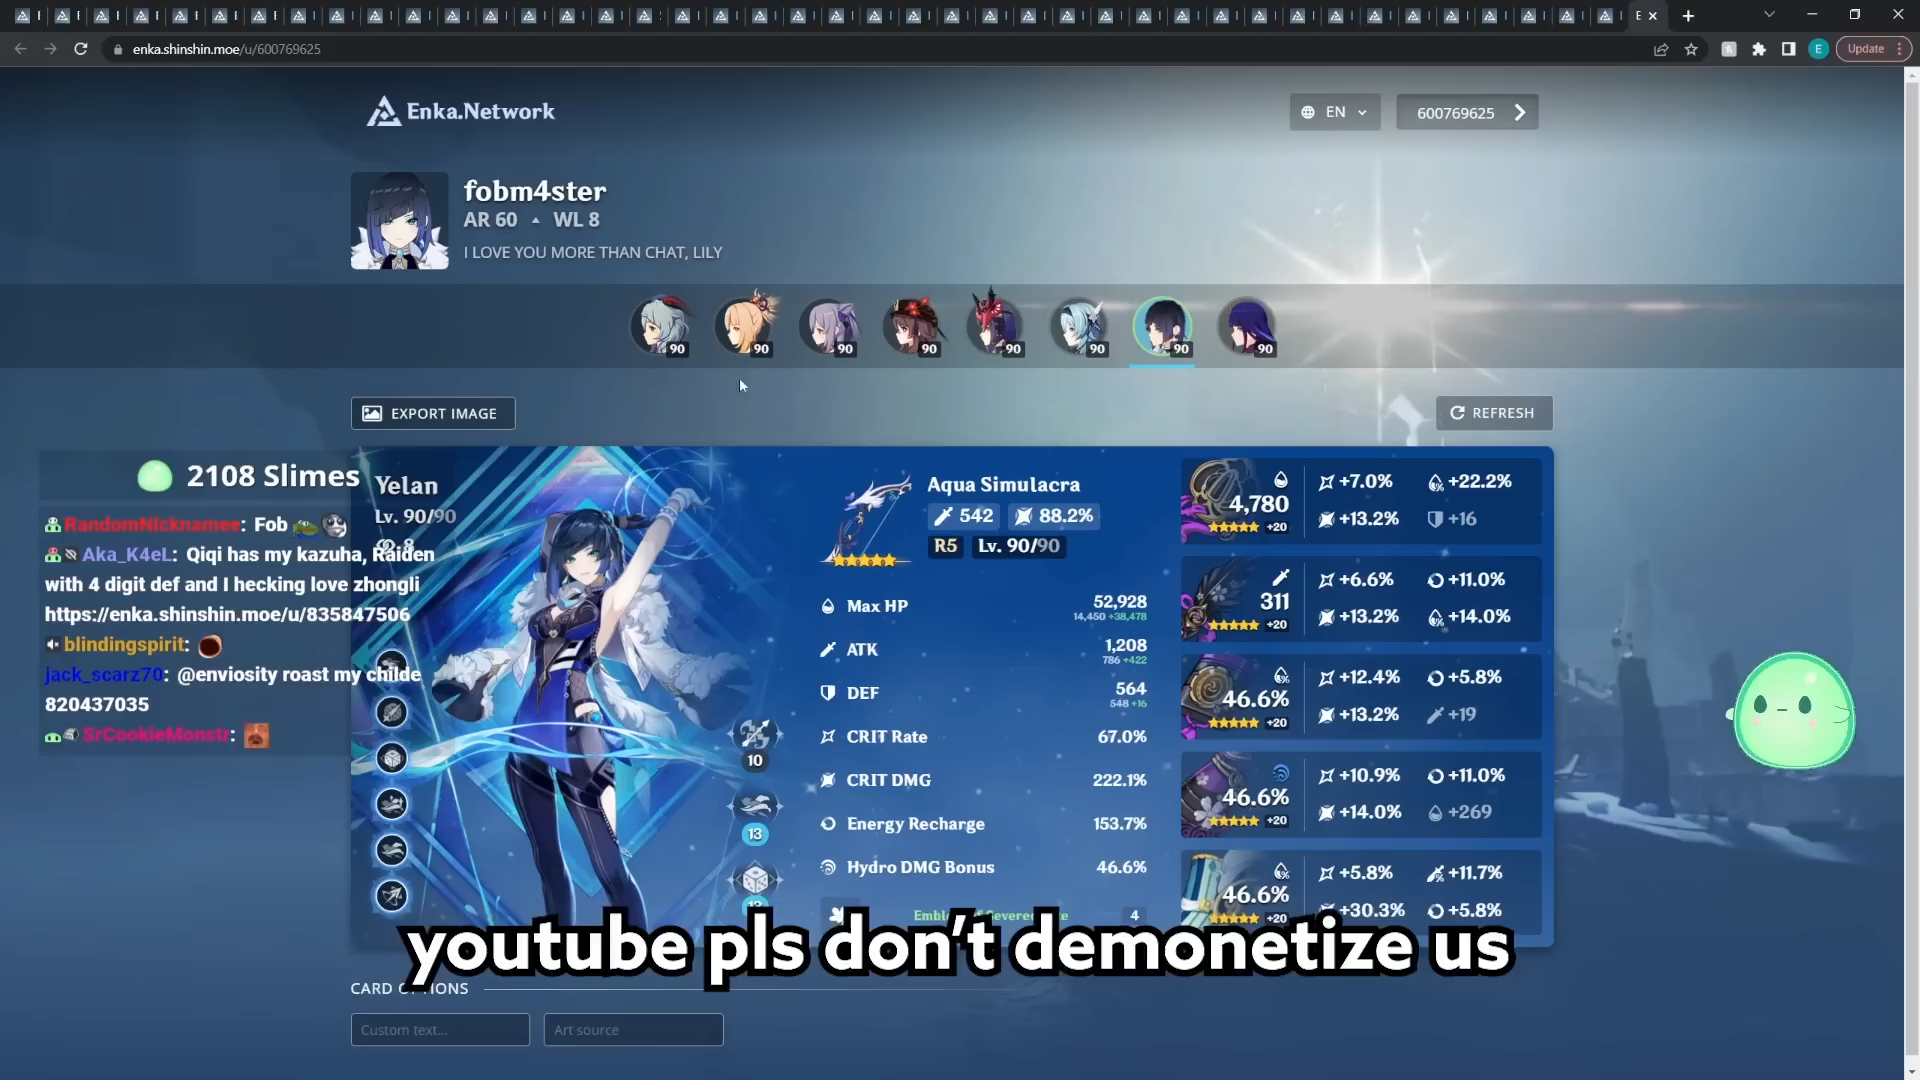 E
enka.shinshin.moe/u/600769625
E
Update
Enka.Network
EN
600769625
fobm4ster
AR 60 WL 8
I LOVE YOU MORE THAN CHAT, LILY
90 90 90 90 90 90 90 90
EXPORT IMAGE
REFRESH
2108 Slimes
RandomNIcknamee: Fob
Aka_K4eL: Qiqi has my kazuha, Raiden
with 4 digit def and I hecking love zhongli
https://enka.shinshin.moe/u/835847506
blindingspirit:
jack_scarz70: @enviosity roast my childe
820437035
SrCookieMonstr:
Yelan
Lv. 90/90
8
10
13
13
Aqua Simulacra
542 88.2%
R5 Lv. 90/90
Max HP 52,928
14,450 +38,478
ATK 1,208
786 +422
DEF 564
548 +16
CRIT Rate 67.0%
CRIT DMG 222.1%
Energy Recharge 153.7%
Hydro DMG Bonus 46.6%
4
4,780 +20
+7.0% +22.2%
+13.2% +16
311 +20
+6.6% +11.0%
+13.2% +14.0%
46.6% +20
+12.4% +5.8%
+13.2% +19
46.6% +20
+10.9% +11.0%
+14.0% +269
46.6% +20
+5.8% +11.7%
+30.3% +5.8%
youtube pls don't demonetize us
CARD OPTIONS
Custom text...
Art source